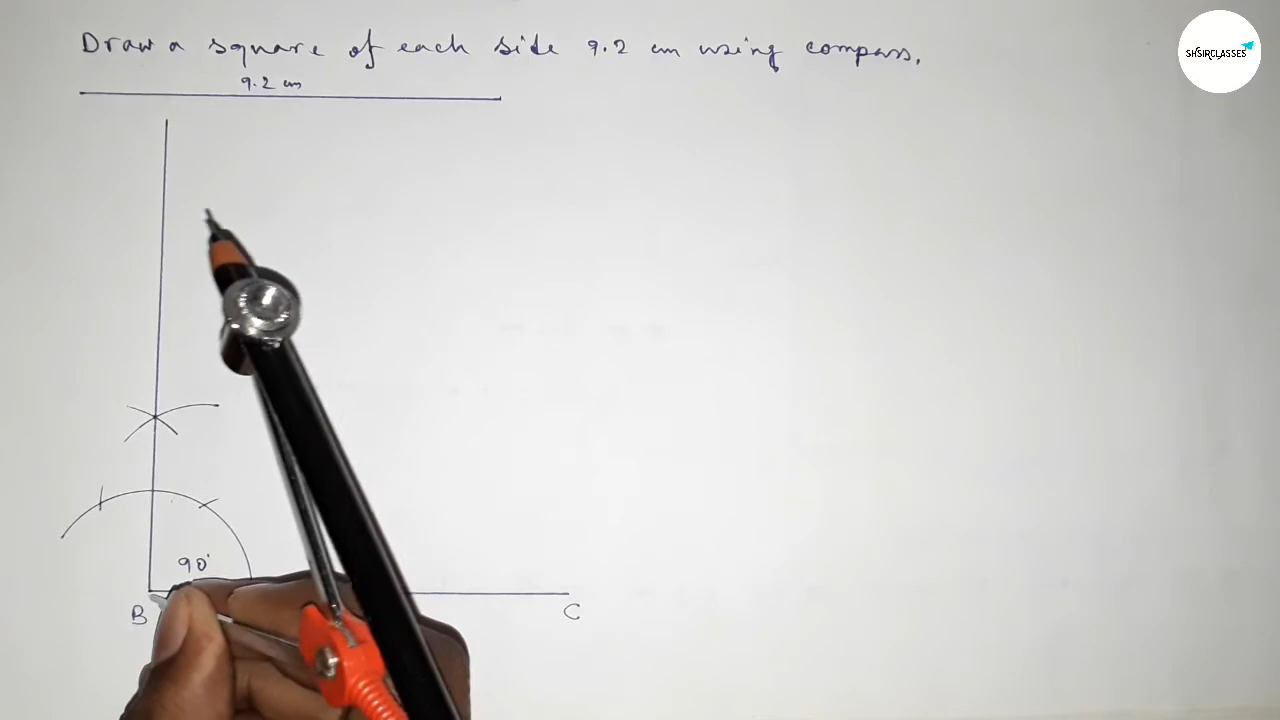 Draw a square of each side 9.2 cm using compass.
9.2 cm
SHSIRCLASSES
90°
B
C